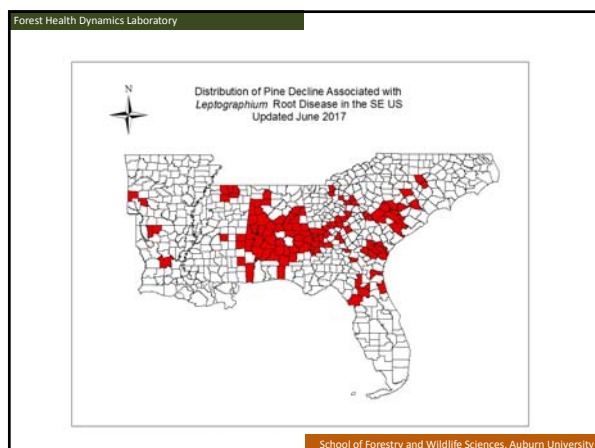 Forest Health Dynamics Laboratory
N
Distribution of Pine Decline Associated with
Leptographium Root Disease in the SE US
Updated June 2017
School of Forestry and Wildlife Sciences, Auburn University